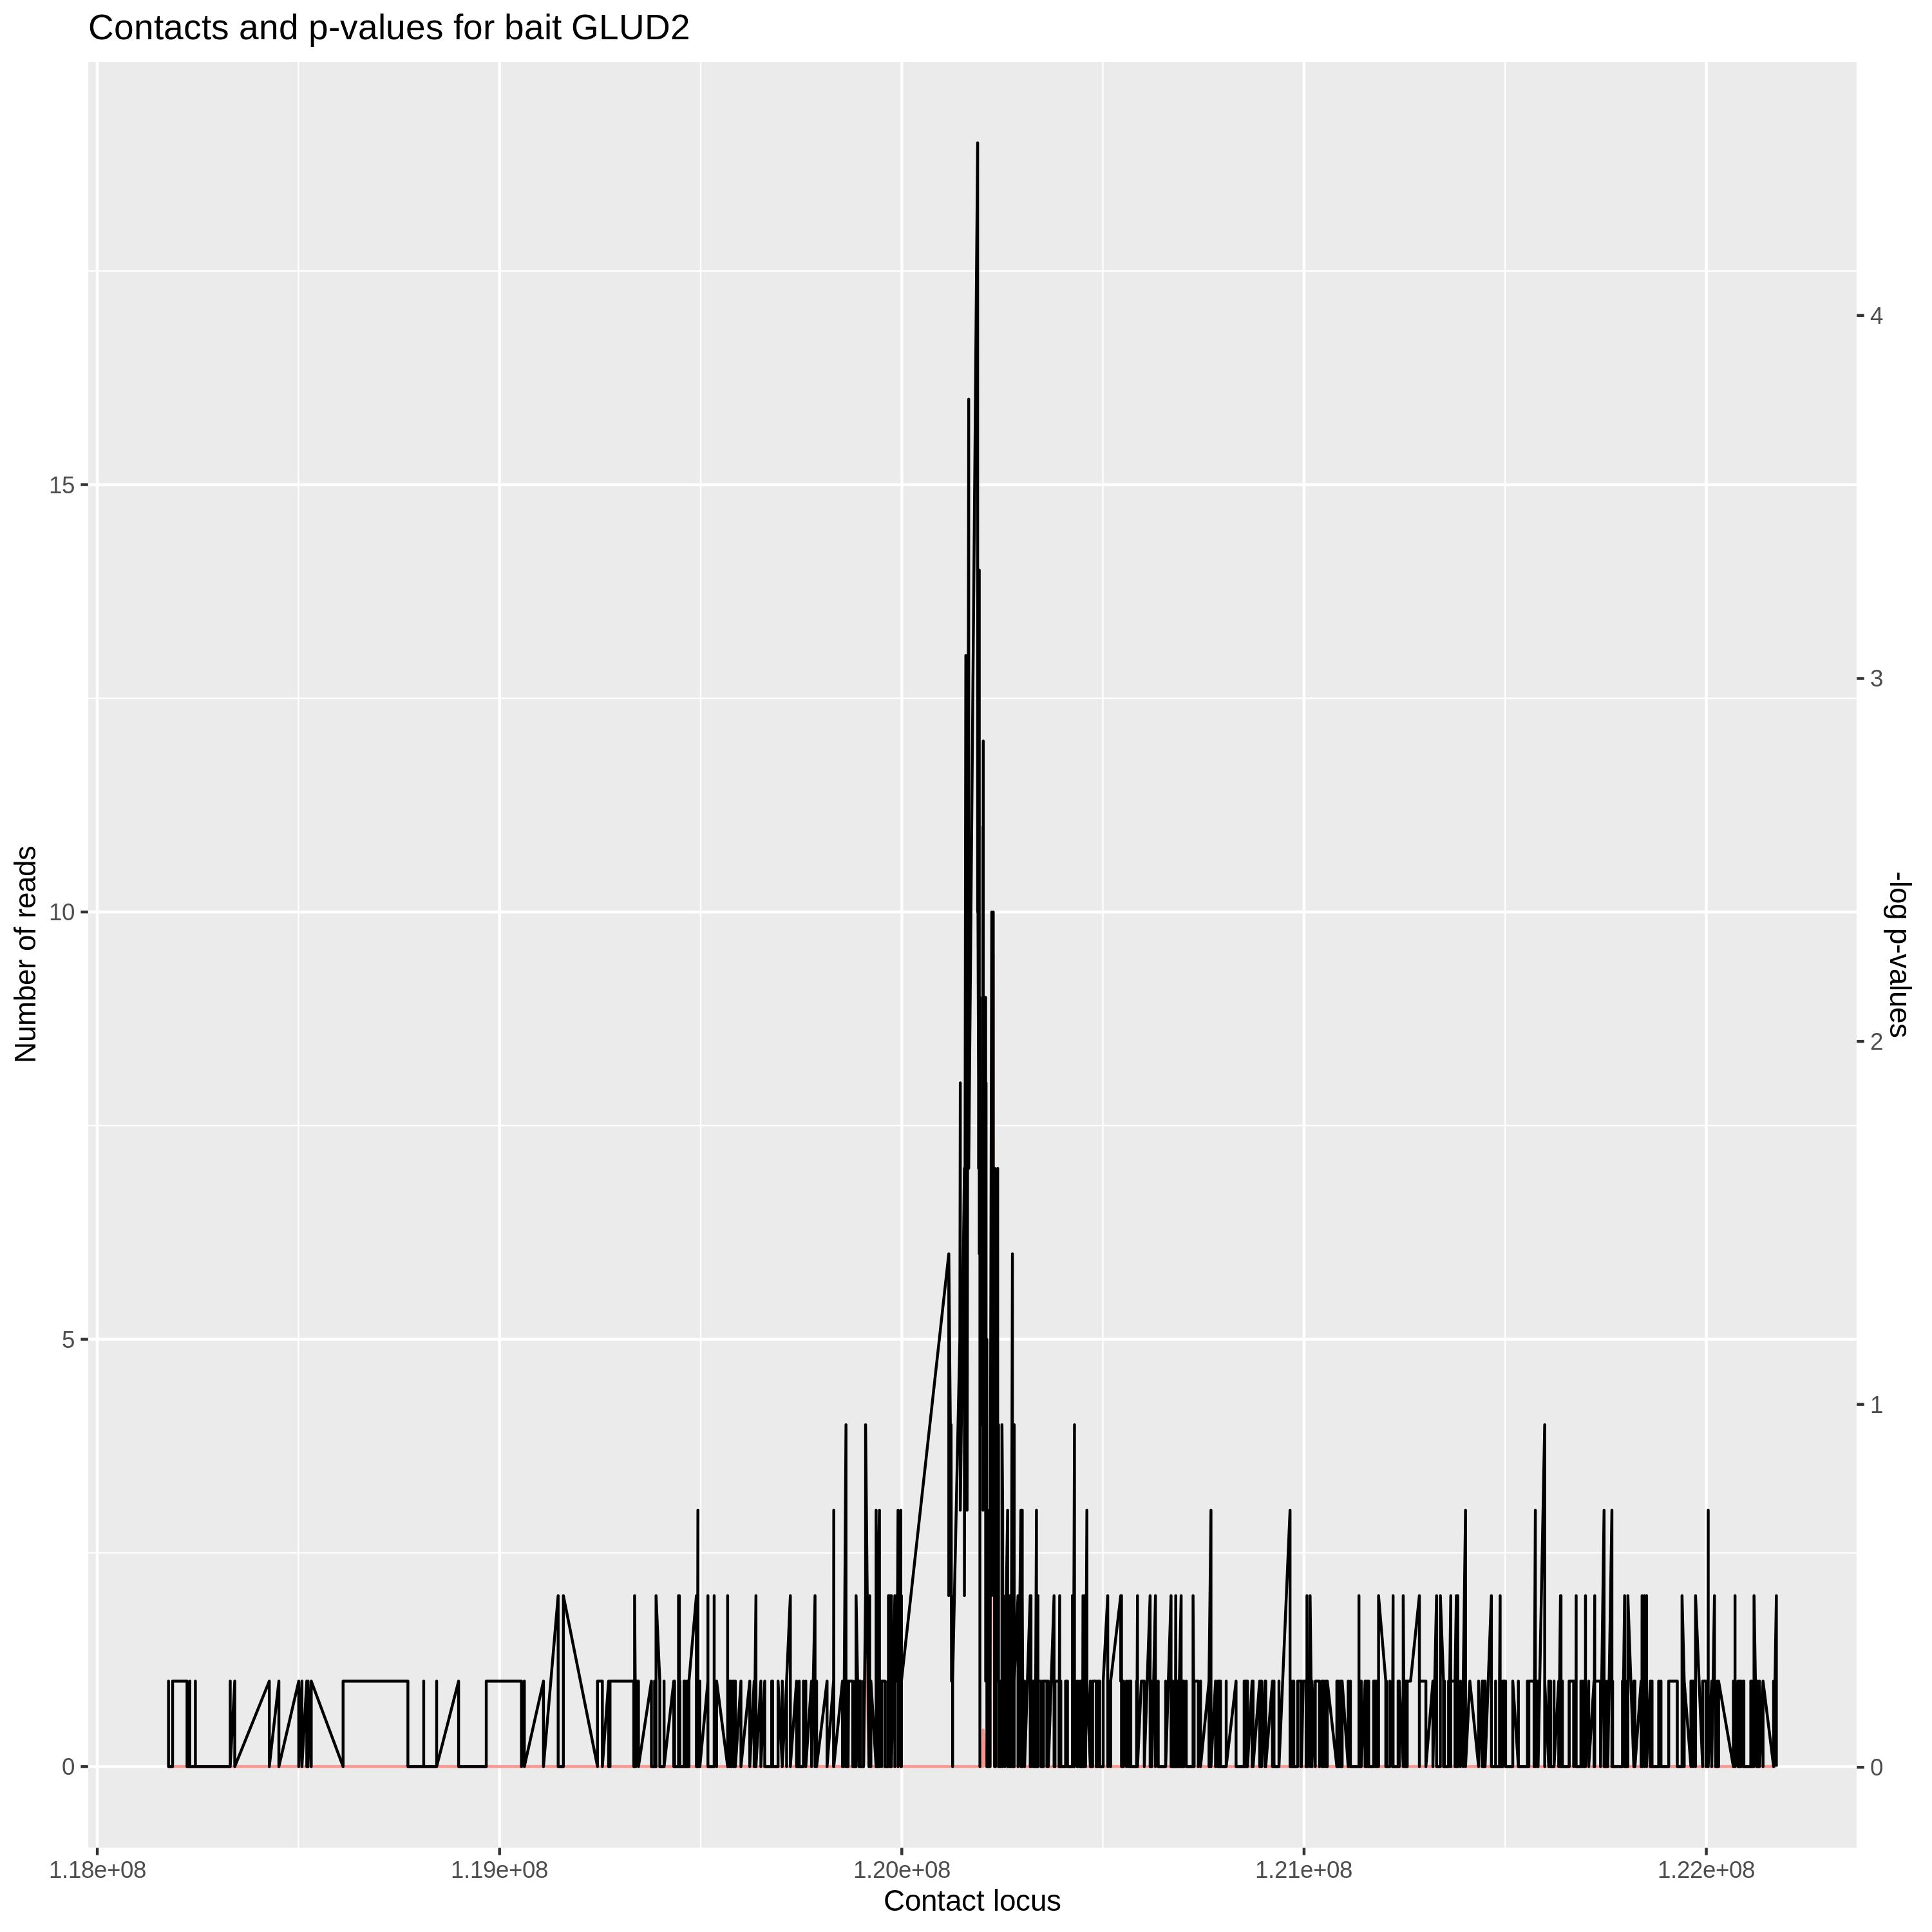 Contacts and p-values for bait GLUD2
15
10
5
0
Number of reads
4
3
2
1
0
-log p-values
1.18e+08
1.19e+08
1.20e+08
1.21e+08
1.22e+08
Contact locus